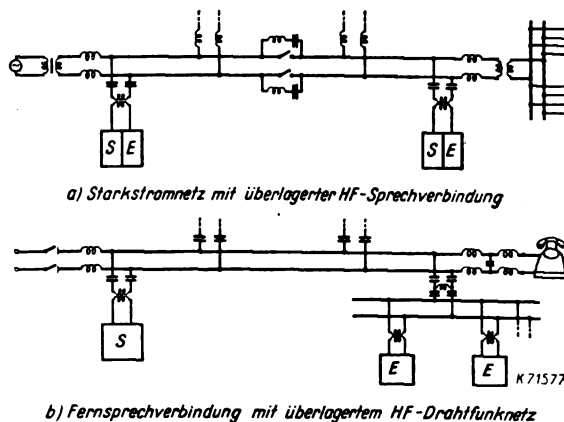 S E
S E
a) Starkstromnetz mit überlagerter HF-Sprechverbindung
S
E
E
K 71577
b) Fernsprechverbindung mit überlagertem HF-Drahtfunknetz